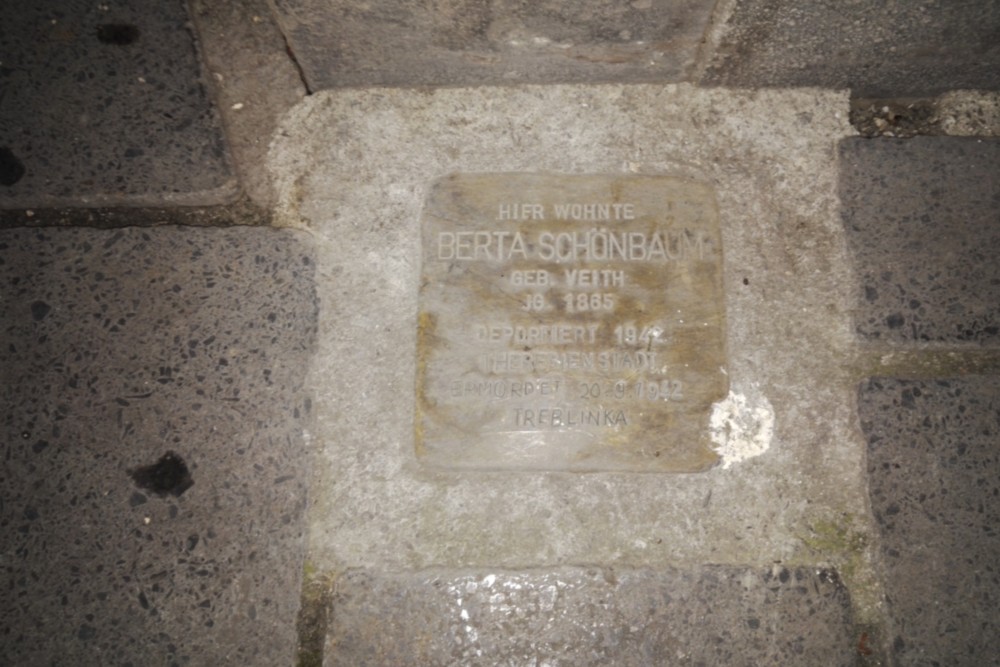 HIER WOHNTE
BERTA SCHÖNBAUM
GEB. VEITH
JG. 1865
DEPORTIERT 1942
THERESIENSTADT
ERMORDET 20.9.1942
TREBLINKA